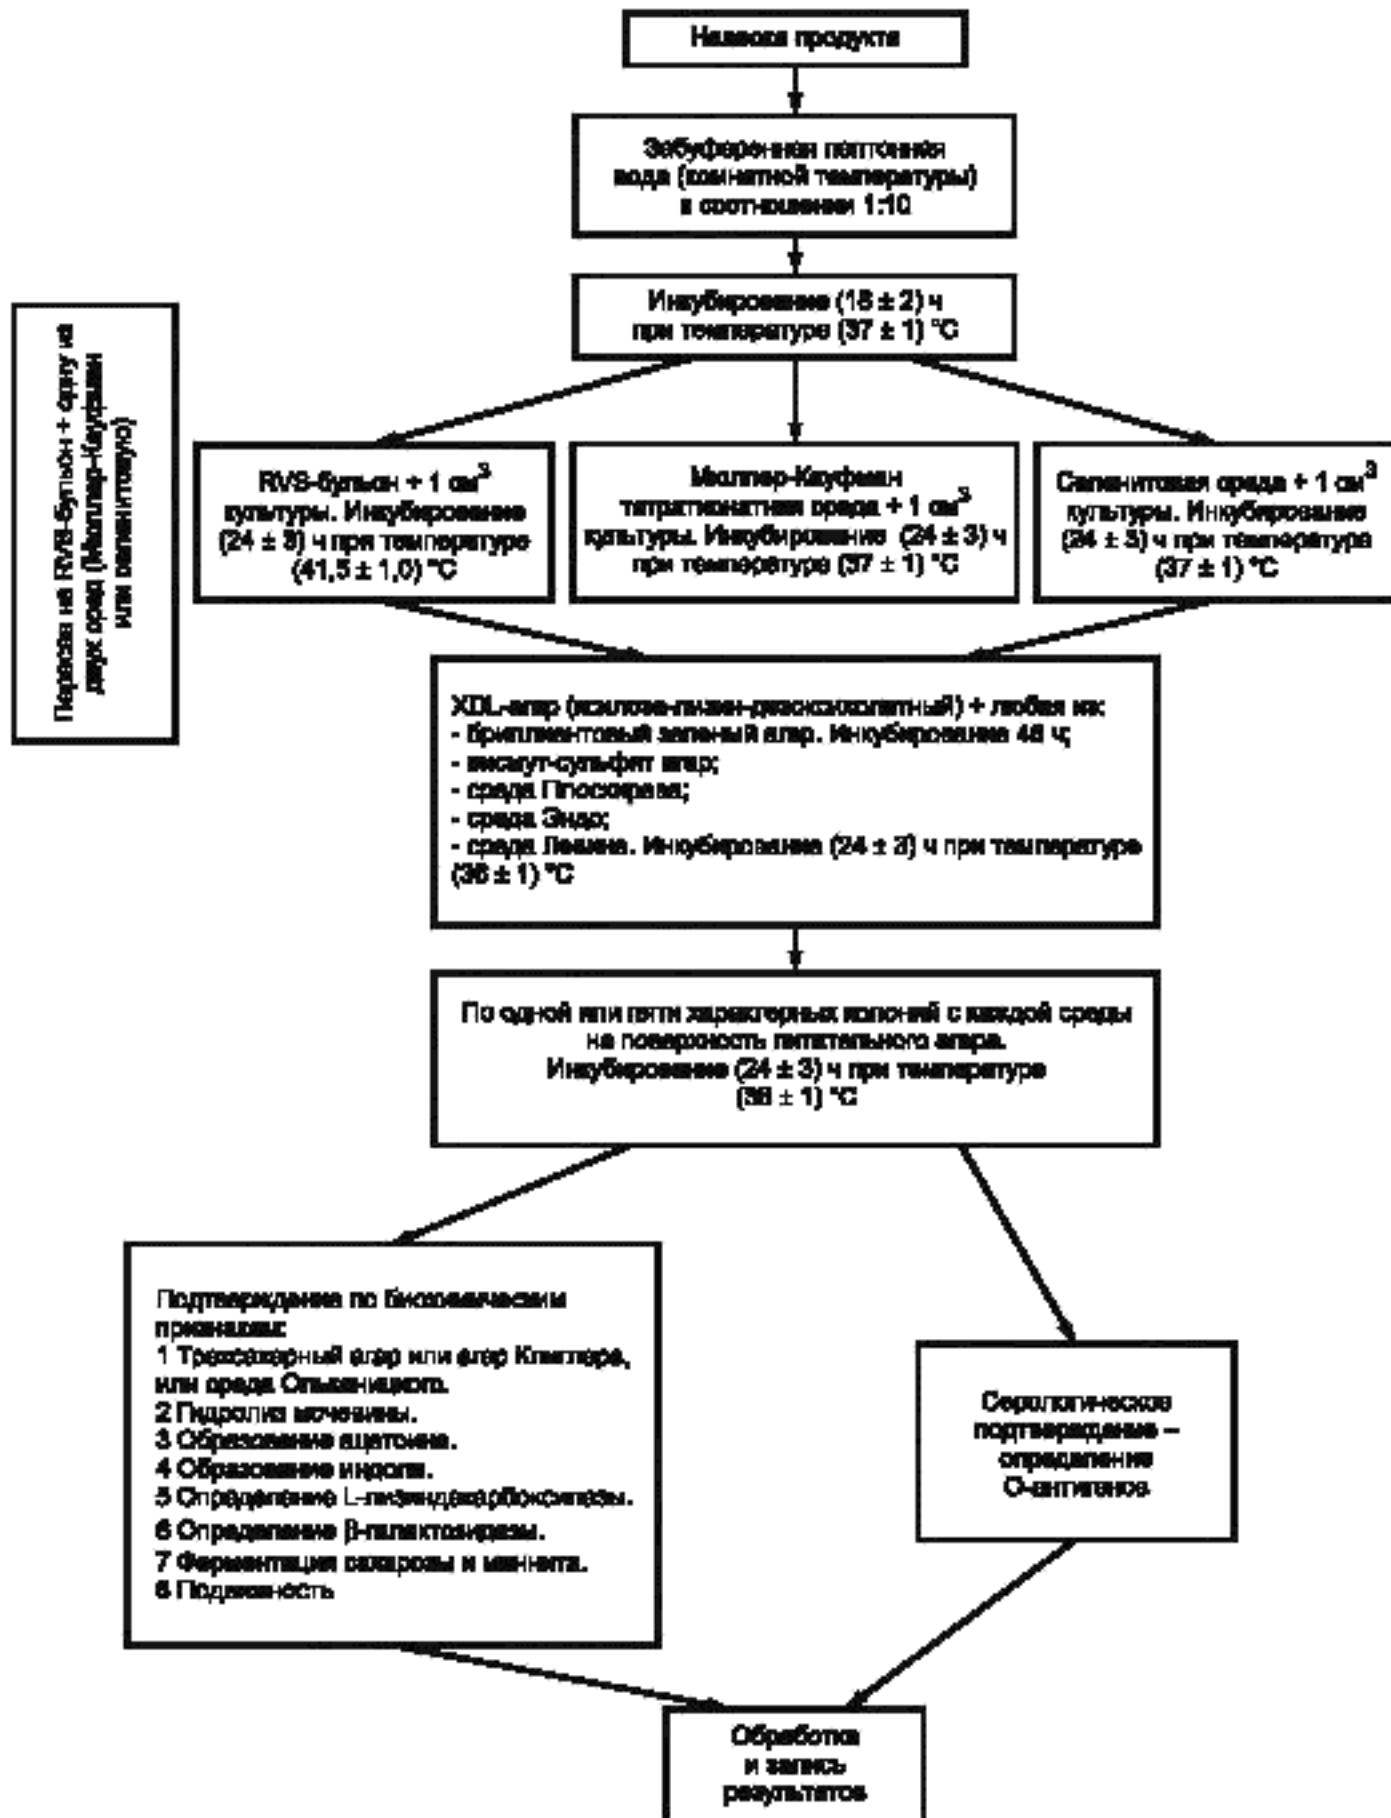 Навеска продукта
Забуференная пептонная
вода (комнатной температуры)
в соотношении 1:10
Инкубирование (18 ± 2) ч
при температуре (37 ± 1) °С
Пересев на RVS-бульон + одну из
двух сред (Мюллер-Кауфман
или селенитовую)
RVS-бульон + 1 см³
культуры. Инкубирование
(24 ± 3) ч при температуре
(41,5 ± 1,0) °С
Мюллер-Кауфман
тетратионатная среда + 1 см³
культуры. Инкубирование (24 ± 3) ч
при температуре (37 ± 1) °С
Селенитовая среда + 1 см³
культуры. Инкубирование
(24 ± 3) ч при температуре
(37 ± 1) °С
XDL-агар (ксилоза-лизин-дезоксихолатный) + любая из:
- бриллиантовый зеленый агар. Инкубирование 48 ч;
- висмут-сульфит агар;
- среда Плоскирева;
- среда Эндо;
- среда Левина. Инкубирование (24 ± 3) ч при температуре
(36 ± 1) °С
По одной или пяти характерных колоний с каждой среды
на поверхность питательного агара.
Инкубирование (24 ± 3) ч при температуре
(36 ± 1) °С
Подтверждение по биохимическим
признакам:
1 Трехсахарный агар или агар Клиглера,
или среда Олькеницкого.
2 Гидролиз мочевины.
3 Образование ацетоина.
4 Образование индола.
5 Определение L-лизиндекарбоксилазы.
6 Определение β-галактозидазы.
7 Ферментация сахарозы и маннита.
8 Подвижность
Серологическое
подтверждение –
определение
О-антигенов
Обработка
и запись
результатов